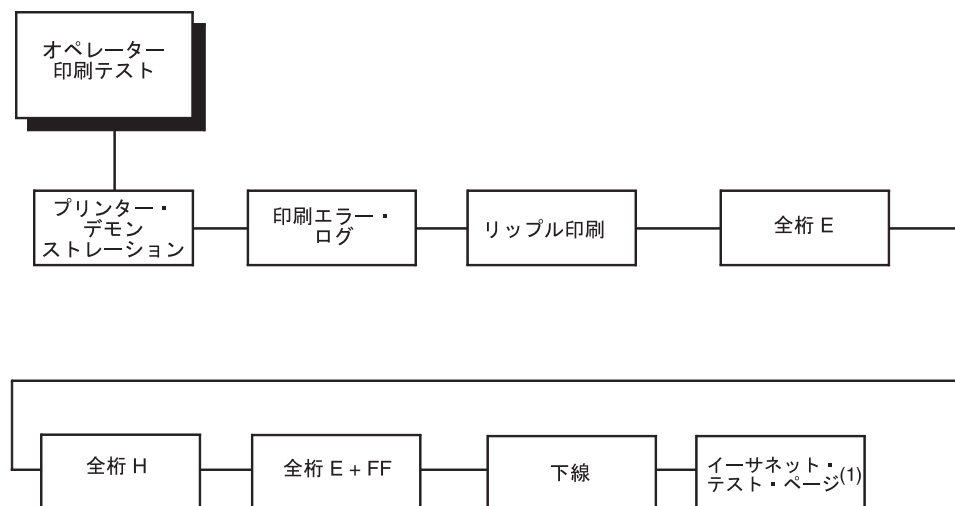 オペレーター
印刷テスト
プリンター・
デモン
ストレーション
印刷エラー・
ログ
リップル印刷
全桁 E
全桁 H
全桁 E + FF
下線
イーサネット・
テスト・ページ(1)